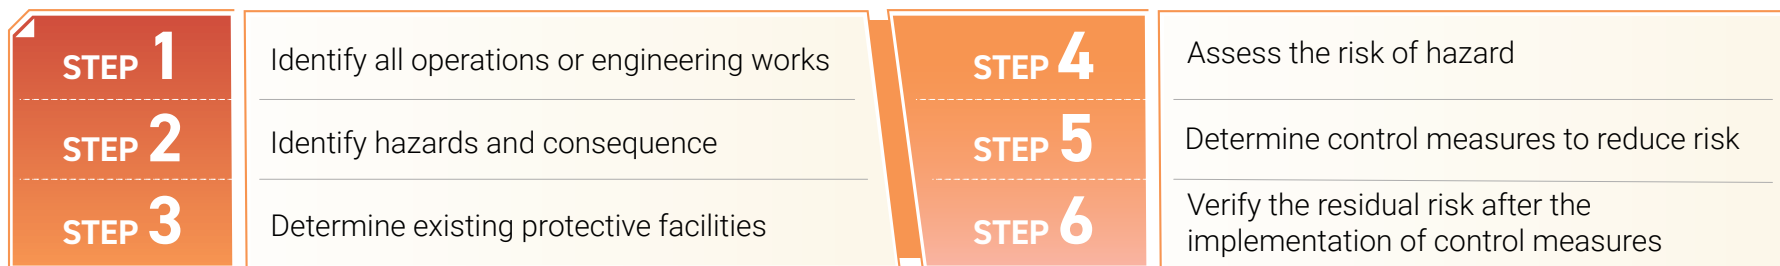 STEP 1
Identify all operations or engineering works
STEP 2
Identify hazards and consequence
STEP 3
Determine existing protective facilities
STEP 4
Assess the risk of hazard
STEP 5
Determine control measures to reduce risk
STEP 6
Verify the residual risk after the
implementation of control measures